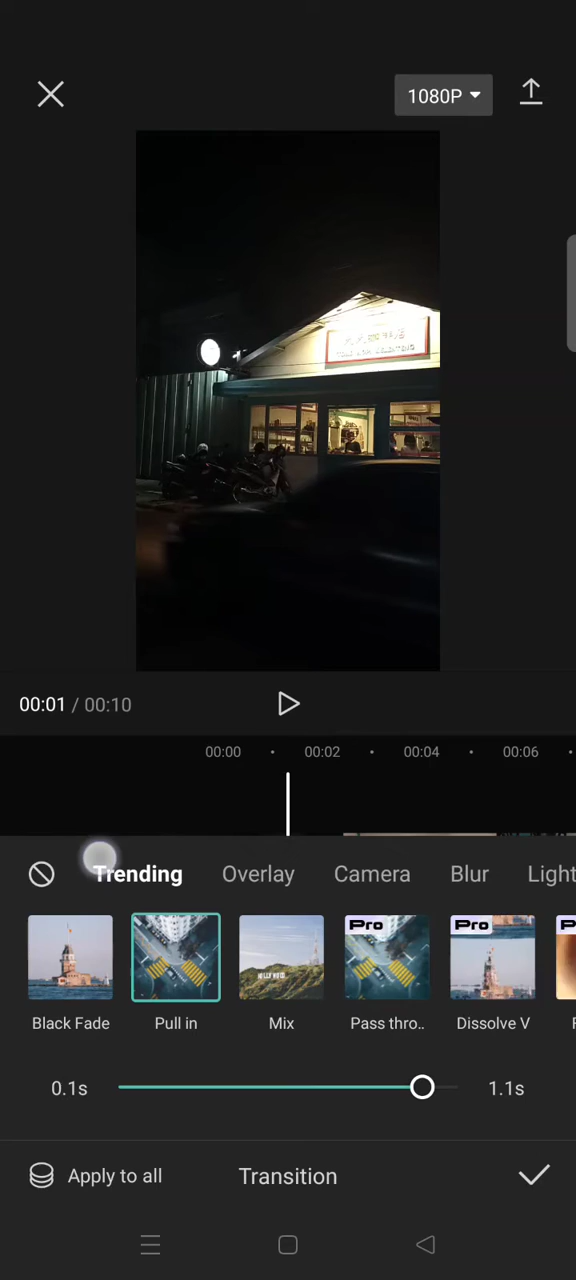 1080P
00:01 / 00:10
00:00 00:02 00:04 00:06
Trending Overlay Camera Blur Light
Pro Pro P
Black Fade Pull in Mix Pass thro.. Dissolve V F
0.1s 1.1s
Apply to all Transition